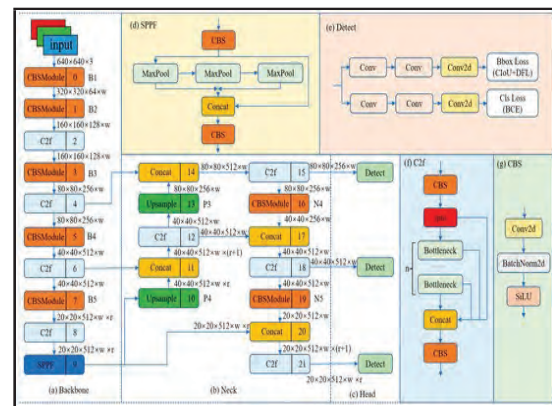 input
640×640×3
CBSModule 0 B1
320×320×64×w
CBSModule 1 B2
160×160×128×w
C2f 2
160×160×128×w
CBSModule 3 B3
80×80×256×w
C2f 4
80×80×256×w
CBSModule 5 B4
40×40×512×w
C2f 6
40×40×512×w
CBSModule 7 B5
20×20×512×w×r
C2f 8
20×20×512×w×r
SPPF 9
(a) Backbone
(d) SPPF
CBS
MaxPool MaxPool MaxPool
Concat
CBS
(e) Detect
Conv Conv Conv2d Bbox Loss
(CIoU+DFL)
Conv Conv Conv2d Cls Loss
(BCE)
Concat 14
80×80×512×w
C2f 15
80×80×256×w
Detect
80×80×256×w
Upsample 13 P3
80×80×256×w
CBSModule 16 N4
40×40×512×w
40×40×256×w
C2f 12
40×40×512×w
Concat 17
40×40×512×w×(r+1)
Concat 11
C2f 18
40×40×512×w
Detect
40×40×512×w×r
40×40×512×w
Upsample 10 P4
CBSModule 19 N5
20×20×512×w
Concat 20
20×20×512×w×r
20×20×512×w×(r+1)
C2f 21
Detect
20×20×512×w×r
(b) Neck
(c) Head
(f) C2f
CBS
Bottleneck
n
Bottleneck
Concat
CBS
(g) CBS
Conv2d
BatchNorm2d
SiLU